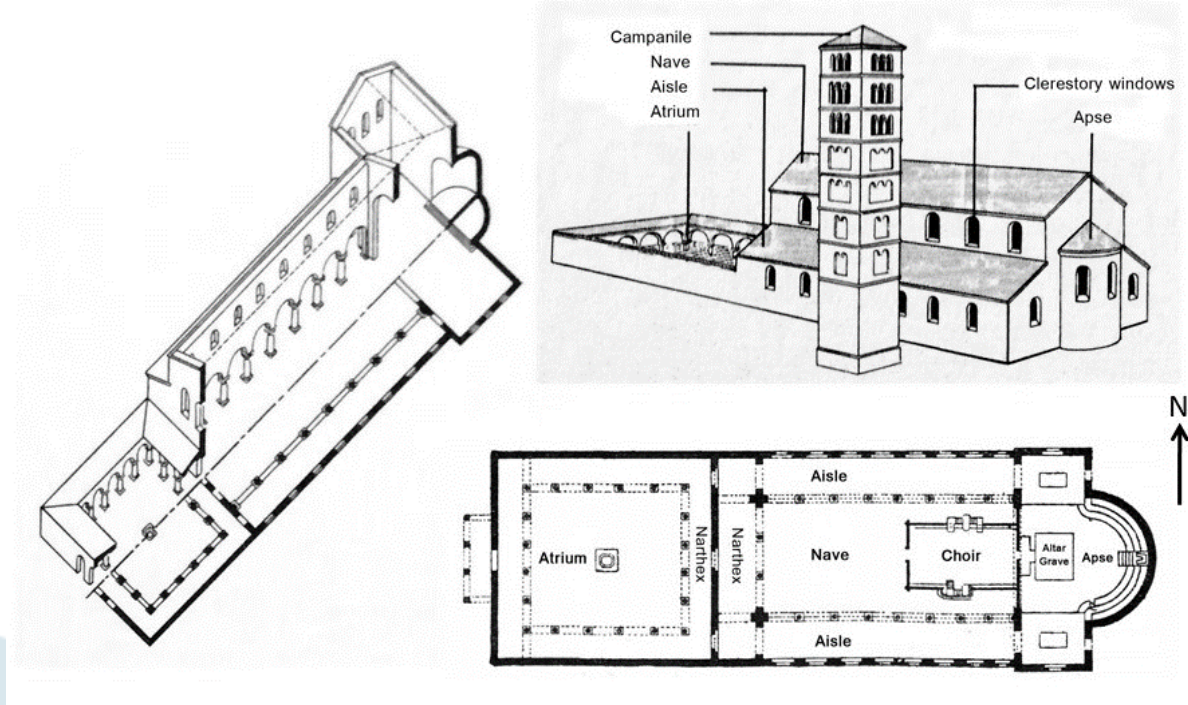 Campanile
Nave
Aisle
Atrium
Clerestory windows
Apse
N
Aisle
Atrium
Narthex
Narthex
Nave
Choir
Altar
Grave
Apse
Aisle